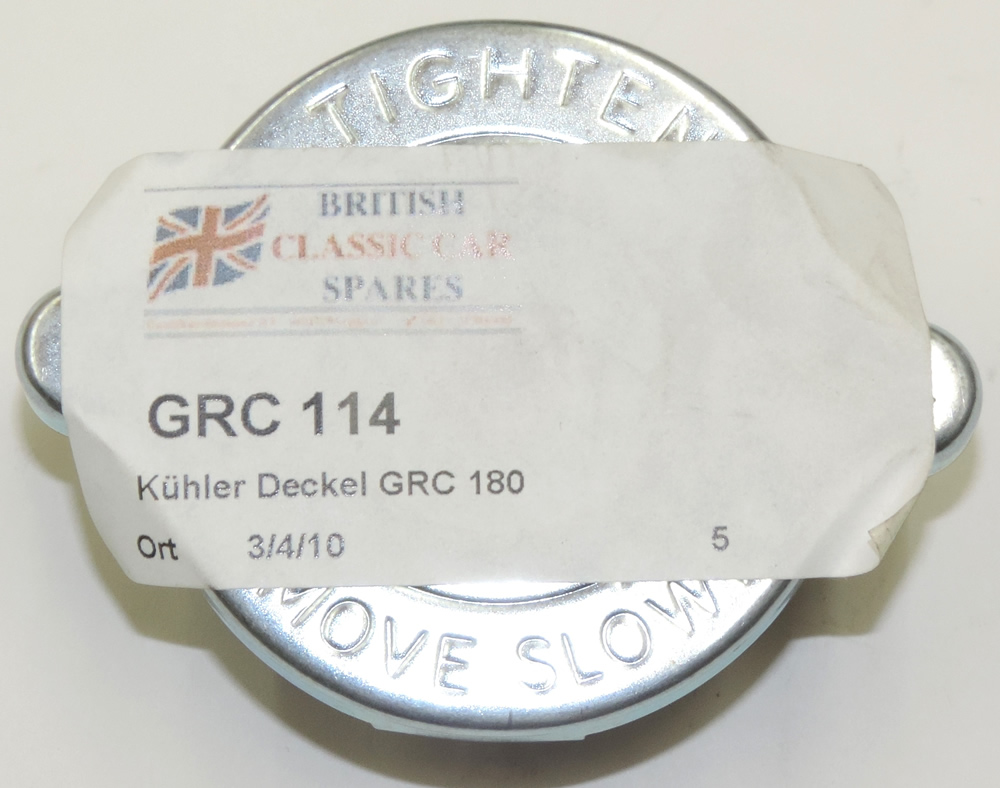 TIGHTEN
BRITISH
CLASSIC CAR
SPARES
GRC 114
Kühler Deckel GRC 180
Ort 3/4/10 5
MOVE SLOW